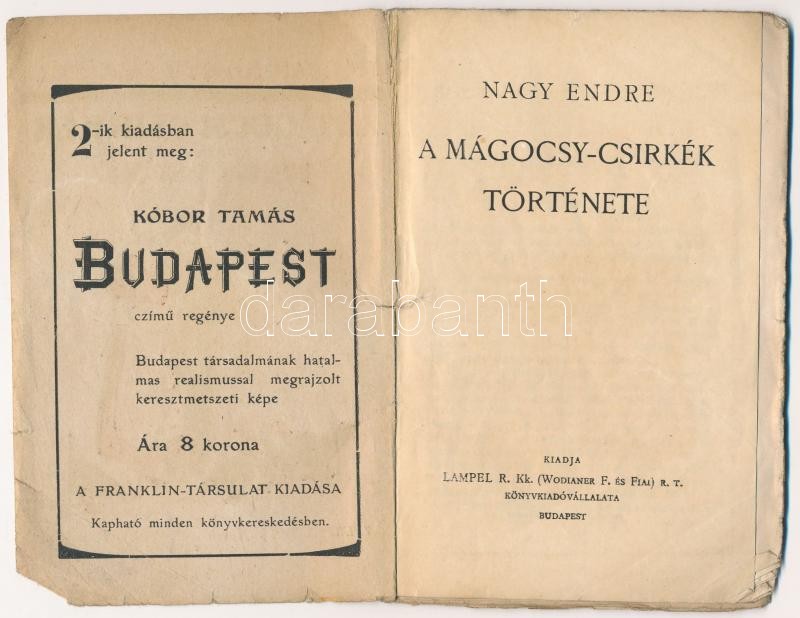 2-ik kiadásban
jelent meg:
KÓBOR TAMÁS
BUDAPEST
czímű regénye
Budapest társadalmának hatal-
mas realismussal megrajzolt
keresztmetszeti képe
Ára 8 korona
A FRANKLIN-TÁRSULAT KIADÁSA
Kapható minden könyvkereskedésben.
NAGY ENDRE
A MÁGOCSY-CSIRKÉK
TÖRTÉNETE
KIADJA
LAMPEL R. Kk. (WODIANER F. ÉS FIAI) R. T.
KÖNYVKIADÓVÁLLALATA
BUDAPEST
darabanth